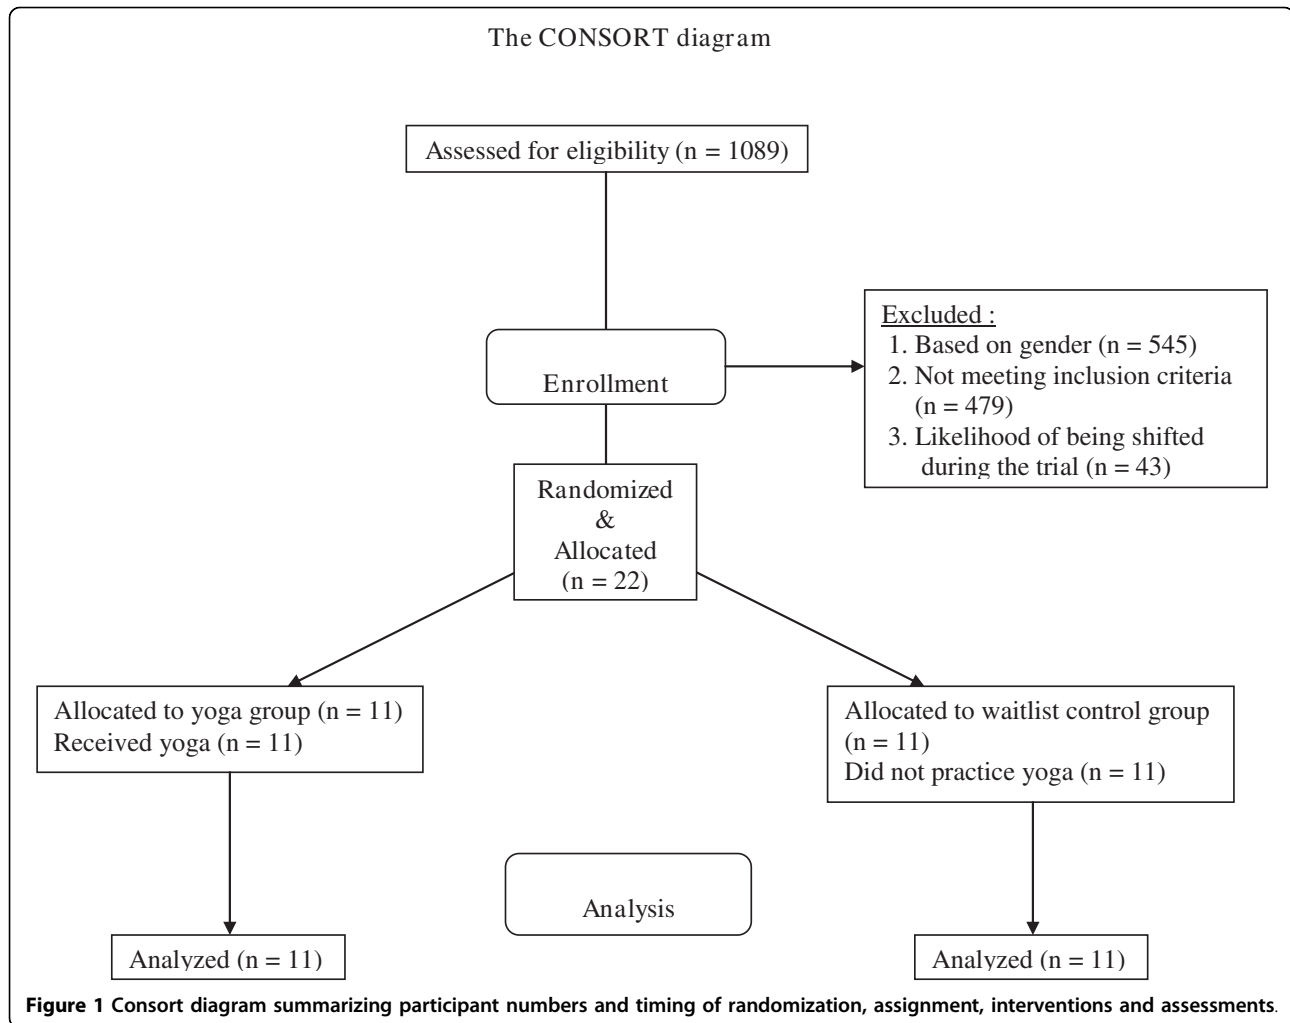 The CONSORT diagram
Assessed for eligibility (n = 1089)
Enrollment
Excluded :
1. Based on gender (n = 545)
2. Not meeting inclusion criteria
(n = 479)
3. Likelihood of being shifted
during the trial (n = 43)
Randomized
&
Allocated
(n = 22)
Allocated to yoga group (n = 11)
Received yoga (n = 11)
Allocated to waitlist control group
(n = 11)
Did not practice yoga (n = 11)
Analysis
Analyzed (n = 11)
Analyzed (n = 11)
Figure 1 Consort diagram summarizing participant numbers and timing of randomization, assignment, interventions and assessments.